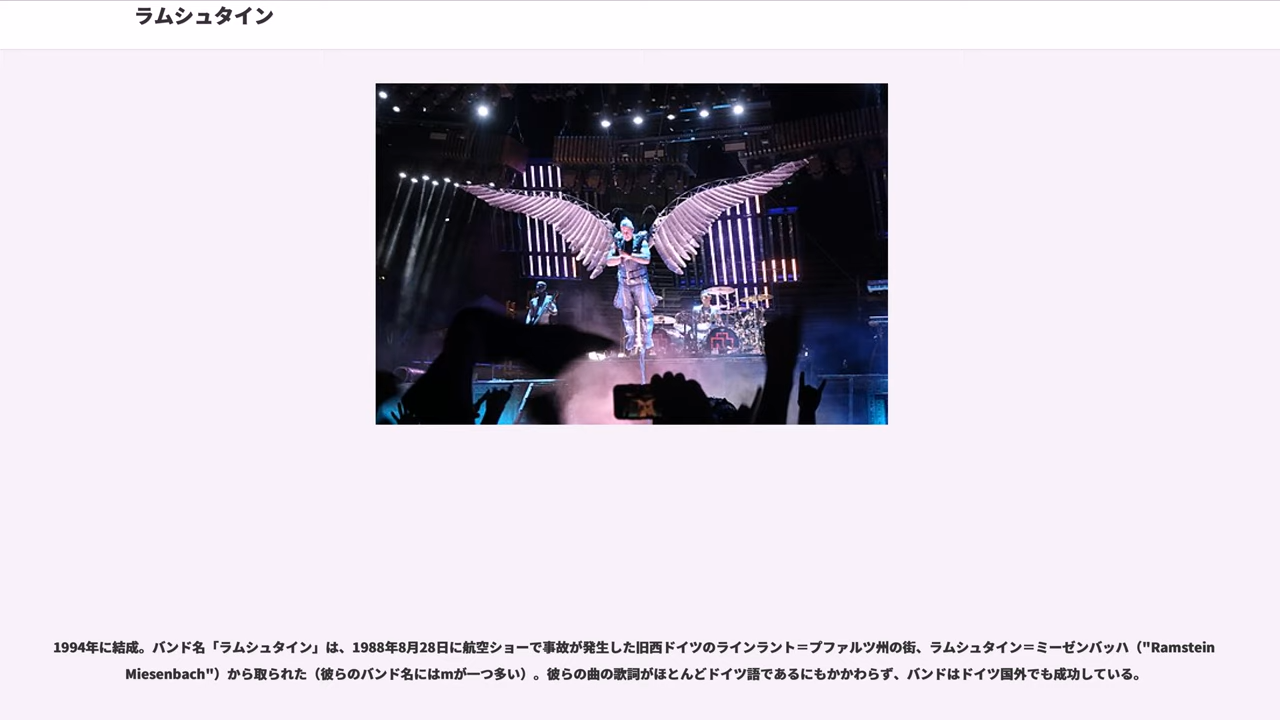 ラムシュタイン
1994年に結成。バンド名「ラムシュタイン」は、1988年8月28日に航空ショーで事故が発生した旧西ドイツのラインラント＝プファルツ州の街、ラムシュタイン＝ミーゼンバッハ（"Ramstein
Miesenbach"）から取られた（彼らのバンド名にはmが一つ多い）。彼らの曲の歌詞がほとんどドイツ語であるにもかかわらず、バンドはドイツ国外でも成功している。